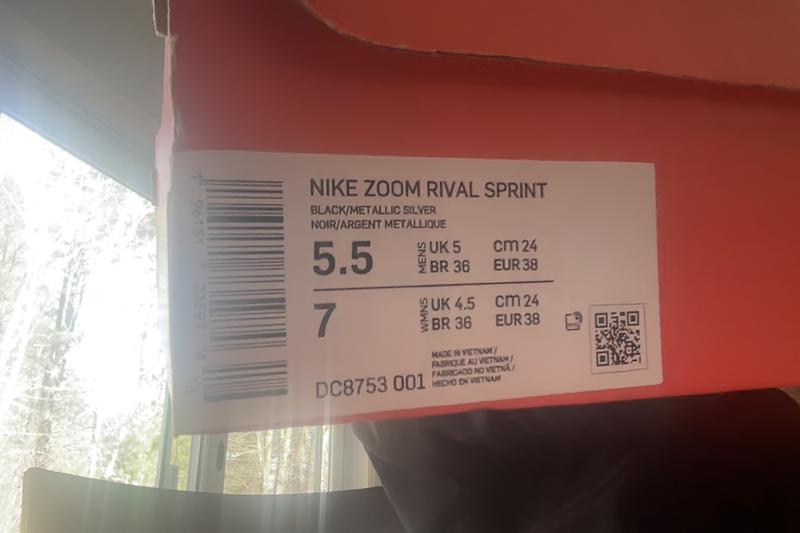 NIKE ZOOM RIVAL SPRINT
BLACK/METALLIC SILVER
NOIR/ARGENT METALLIQUE
5.5 MENS UK 5 cm 24
BR 36 EUR 38
7 WMNS UK 4.5 cm 24
BR 36 EUR 38
MADE IN VIETNAM /
FABRIQUE AU VIETNAM /
FABRICADO NO VIETNÃ /
HECHO EN VIETNAM
DC8753 001